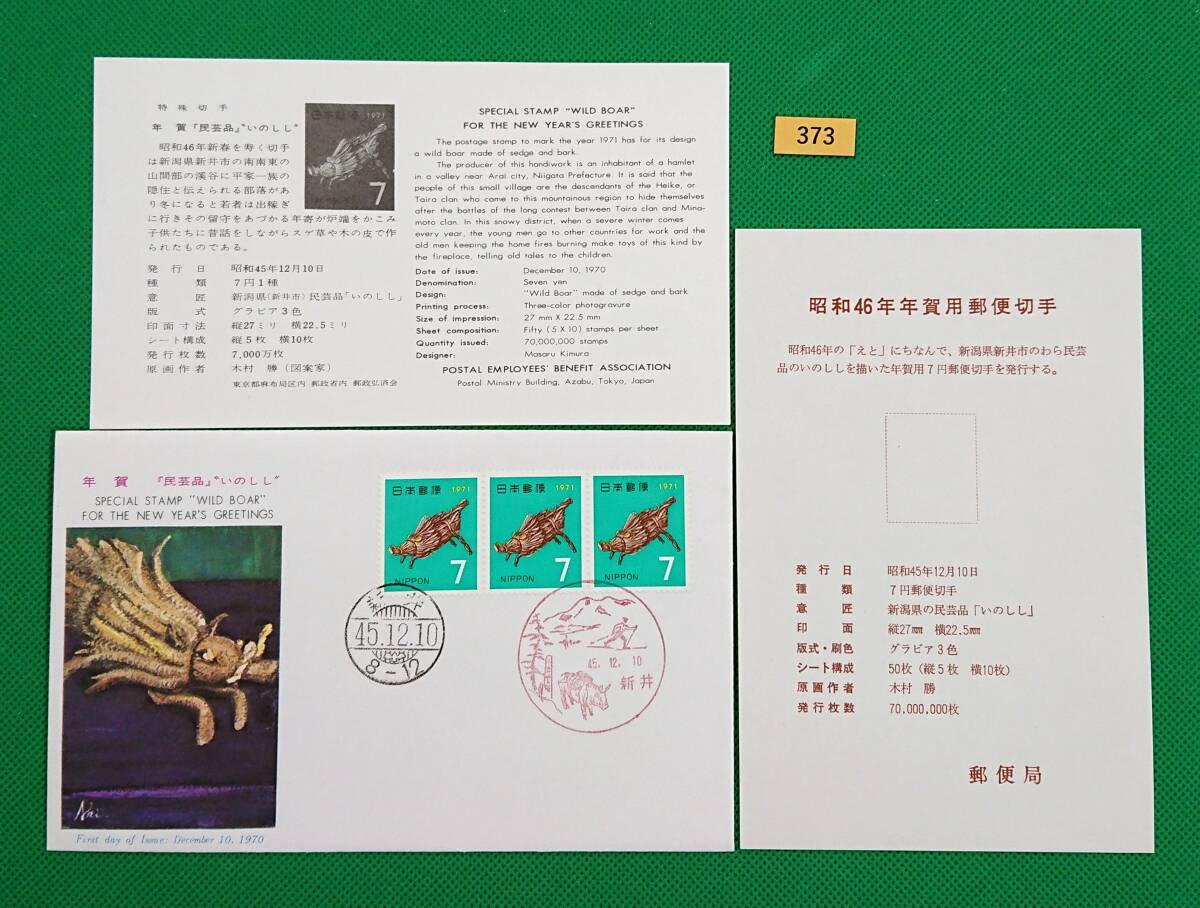 特殊切手
年賀『民芸品』“いのしし”
昭和46年新春を寿く切手
は新潟県新井市の南南東の
山間部の渓谷に平家一族の
隠住と伝えられる部落があ
り冬になると若者は出稼ぎ
に行きその留守をあづかる年寄が炉端をかこみ
子供たちに昔話をしながらスゲ草や木の皮で作
られたものである。
発行日 昭和45年12月10日
種類 7円1種
意匠 新潟県(新井市)民芸品「いのしし」
版式 グラビア3色
印面寸法 縦27ミリ 横22.5ミリ
シート構成 縦5枚 横10枚
発行枚数 7,000万枚
原画作者 木村 勝(図案家)
東京都麻布局区内 郵政省内 郵政弘済会
日本郵便 1971
7
SPECIAL STAMP "WILD BOAR"
FOR THE NEW YEAR'S GREETINGS
The postage stamp to mark the year 1971 has for its design
a wild boar made of sedge and bark.
The producer of this handiwork is an inhabitant of a hamlet
in a valley near Arai city, Niigata Prefecture. It is said that the
people of this small village are the descendants of the Heike, or
Taira clan who came to this mountainous region to hide themselves
after the battles of the long contest between Taira clan and Mina-
moto clan. In this snowy district, when a severe winter comes
every year, the young men go to other countries for work and the
old men keeping the home fires burning make toys of this kind by
the fireplace, telling old tales to the children.
Date of issue: December 10, 1970
Denomination: Seven yen
Design: "Wild Boar" made of sedge and bark
Printing process: Three-color photogravure
Size of impression: 27 mm X 22.5 mm
Sheet composition: Fifty (5 X 10) stamps per sheet
Quantity issued: 70,000,000 stamps
Designer: Masaru Kimura
POSTAL EMPLOYEES' BENEFIT ASSOCIATION
Postal Ministry Building, Azabu, Tokyo, Japan
373
昭和46年年賀用郵便切手
昭和46年の「えと」にちなんで、新潟県新井市のわら民芸
品のいのししを描いた年賀用7円郵便切手を発行する。
発行日 昭和45年12月10日
種類 7円郵便切手
意匠 新潟県の民芸品「いのしし」
印面 縦27㎜ 横22.5㎜
版式・刷色 グラビア3色
シート構成 50枚(縦5枚 横10枚)
原画作者 木村 勝
発行枚数 70,000,000枚
郵便局
年賀『民芸品』“いのしし”
SPECIAL STAMP "WILD BOAR"
FOR THE NEW YEAR'S GREETINGS
First day of Issue: December 10, 1970
日本郵便 1971
NIPPON 7
日本郵便 1971
NIPPON 7
日本郵便 1971
NIPPON 7
45.12.10
8-12
45. 12. 10
新井